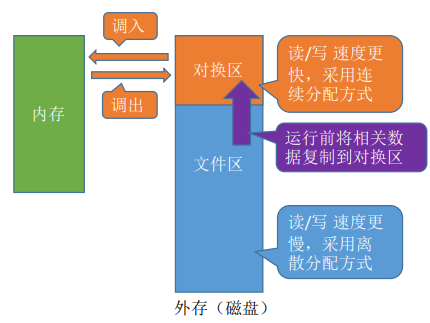 调入
内存
调出
对换区
读/写 速度更
快，采用连
续分配方式
运行前将相关数
据复制到对换区
文件区
读/写 速度更
慢，采用离
散分配方式
外存（磁盘）